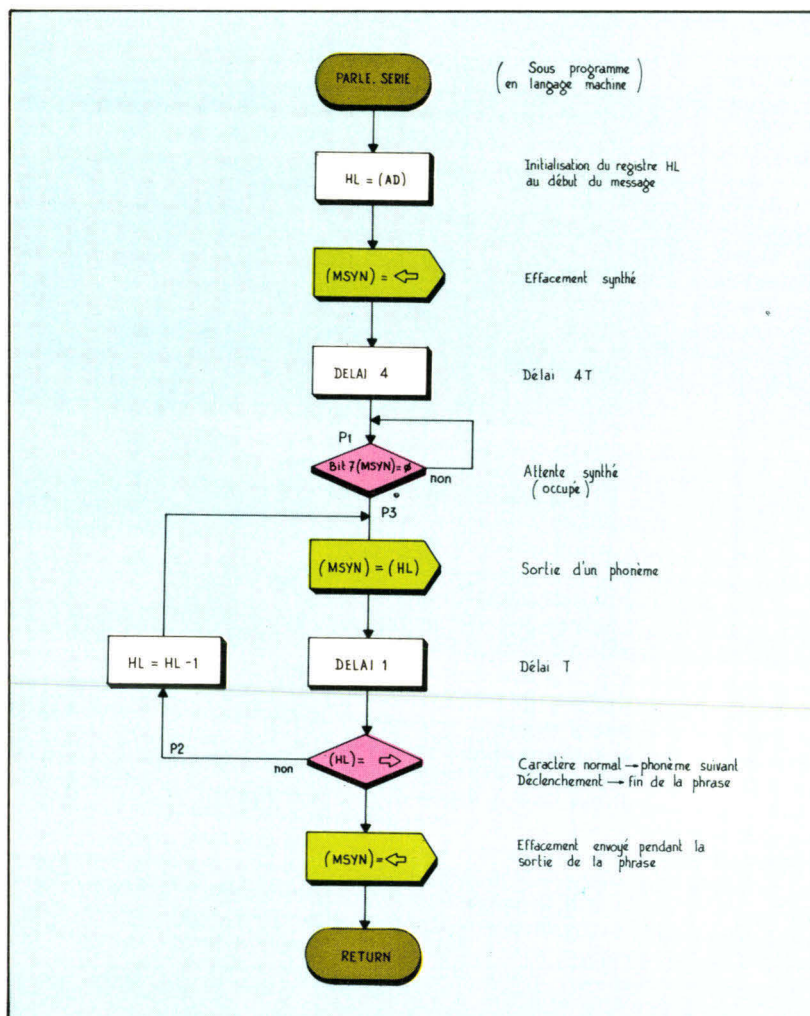 PARLE. SERIE
( Sous programme
en langage machine )
HL = (AD)
Initialisation du registre HL
au début du message
(MSYN) = ⇦
Effacement synthé
DELAI 4
Délai 4T
P1
Bit 7 (MSYN) = ø
non
Attente synthé
(occupé)
P3
(MSYN) = (HL)
Sortie d'un phonème
HL = HL -1
DELAI 1
Délai T
P2
non
(HL) = ⇨
Caractère normal → phonème suivant
Déclenchement → fin de la phrase
(MSYN) = ⇦
Effacement envoyé pendant la
sortie de la phrase
RETURN